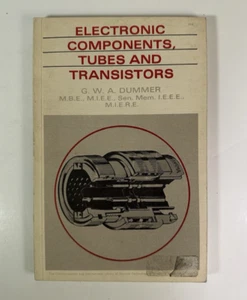 ELECTRONIC
COMPONENTS,
TUBES AND
TRANSISTORS
G. W. A. DUMMER
M.B.E., M.I.E.E., Sen. Mem. I.E.E.E.,
M.I.E.R.E.